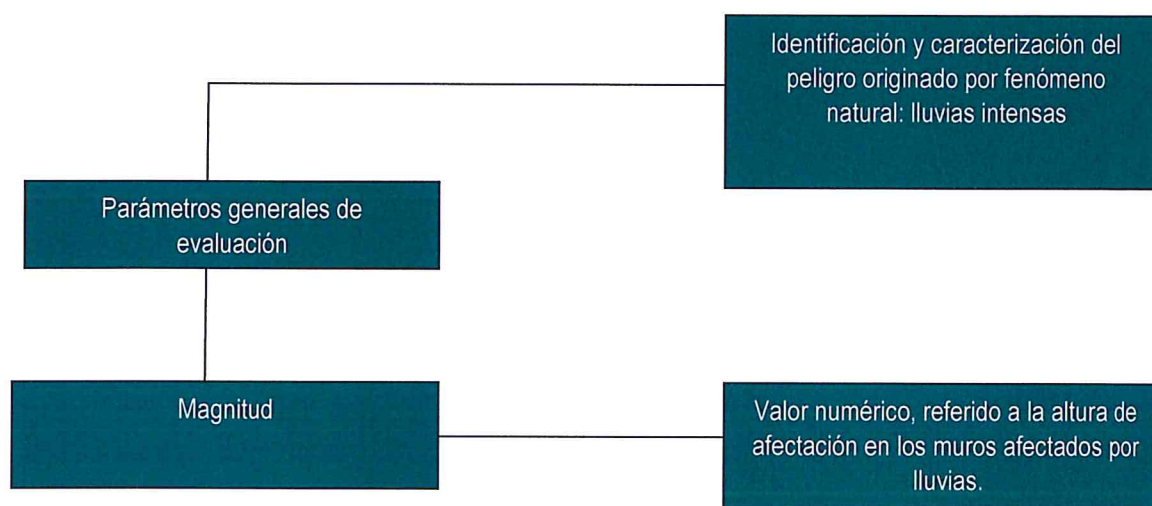 Identificación y caracterización del
peligro originado por fenómeno
natural: lluvias intensas
Parámetros generales de
evaluación
Magnitud
Valor numérico, referido a la altura de
afectación en los muros afectados por
lluvias.